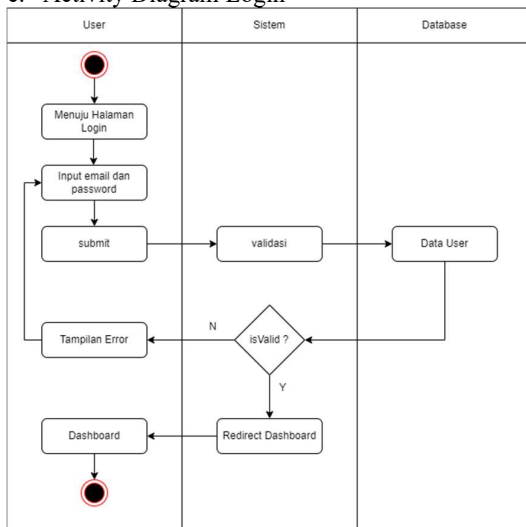 c. Activity Diagram Login
User
Sistem
Database
Menuju Halaman
Login
Input email dan
password
submit
validasi
Data User
Tampilan Error
N
isValid ?
Y
Dashboard
Redirect Dashboard